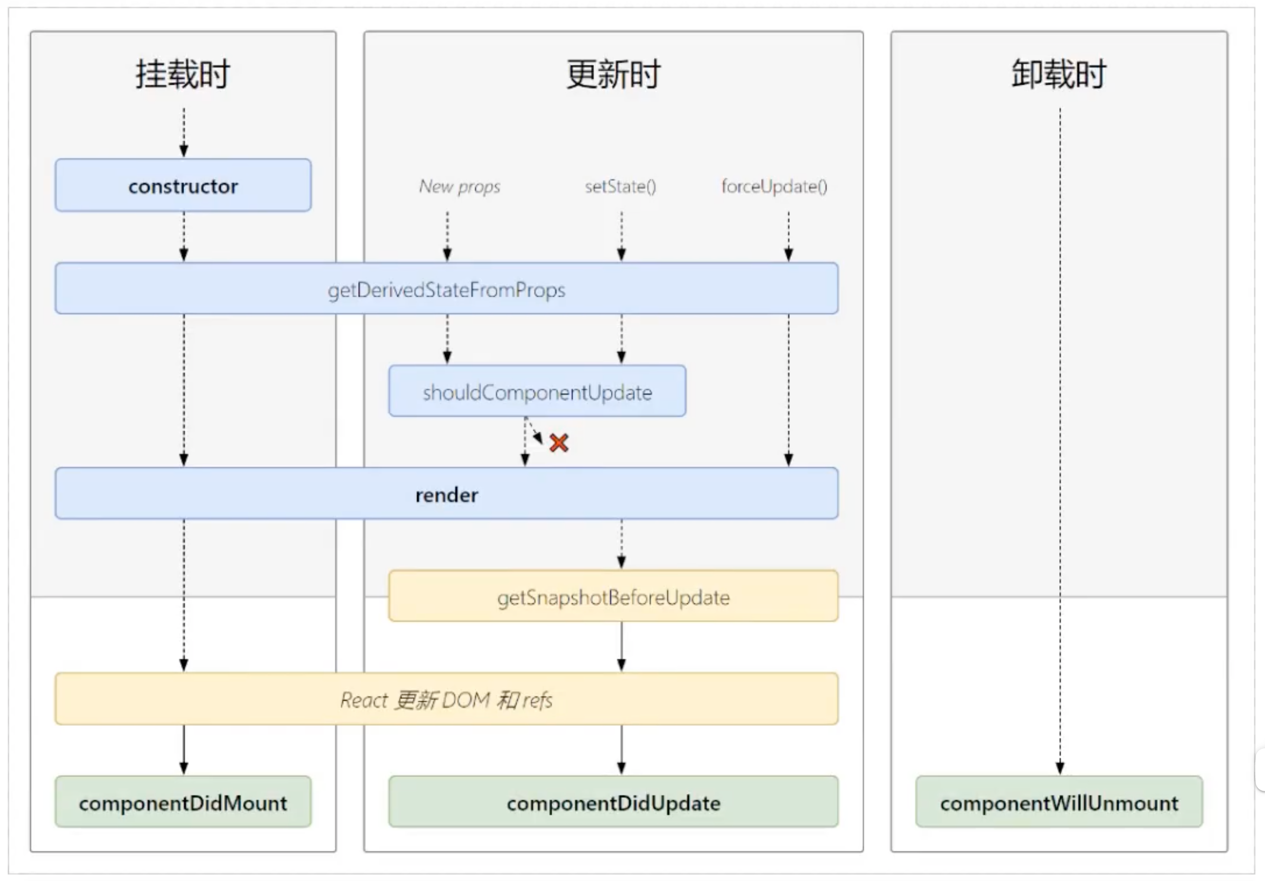 挂载时
更新时
卸载时
constructor
New props
setState()
forceUpdate()
getDerivedStateFromProps
shouldComponentUpdate
render
getSnapshotBeforeUpdate
React 更新 DOM 和 refs
componentDidMount
componentDidUpdate
componentWillUnmount